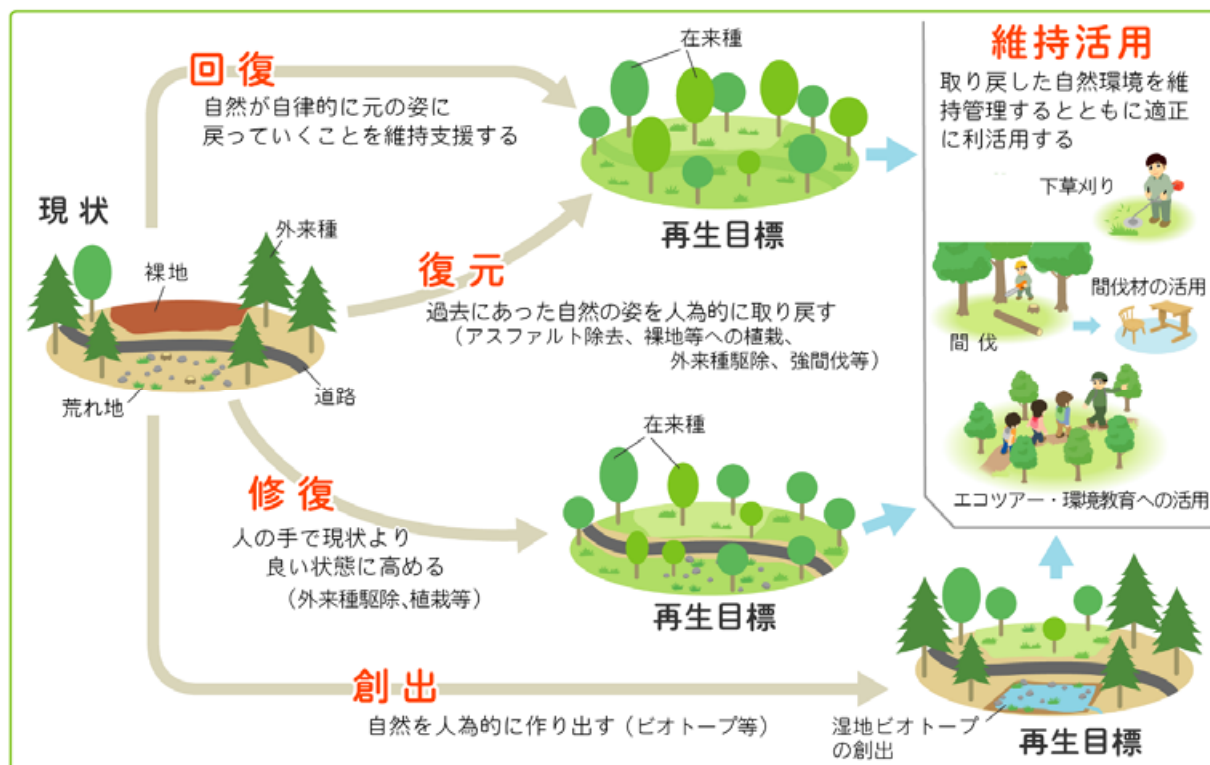 回復
自然が自律的に元の姿に
戻っていくことを維持支援する
在来種
再生目標
維持活用
取り戻した自然環境を維
持管理するとともに適正
に利活用する
下草刈り
間伐材の活用
間伐
エコツアー・環境教育への活用
現状
外来種
裸地
荒れ地
道路
復元
過去にあった自然の姿を人為的に取り戻す
（アスファルト除去、裸地等への植栽、
外来種駆除、強間伐等）
修復
人の手で現状より
良い状態に高める
（外来種駆除、植栽等）
在来種
再生目標
創出
自然を人為的に作り出す（ビオトープ等）
湿地ビオトープ
の創出
再生目標